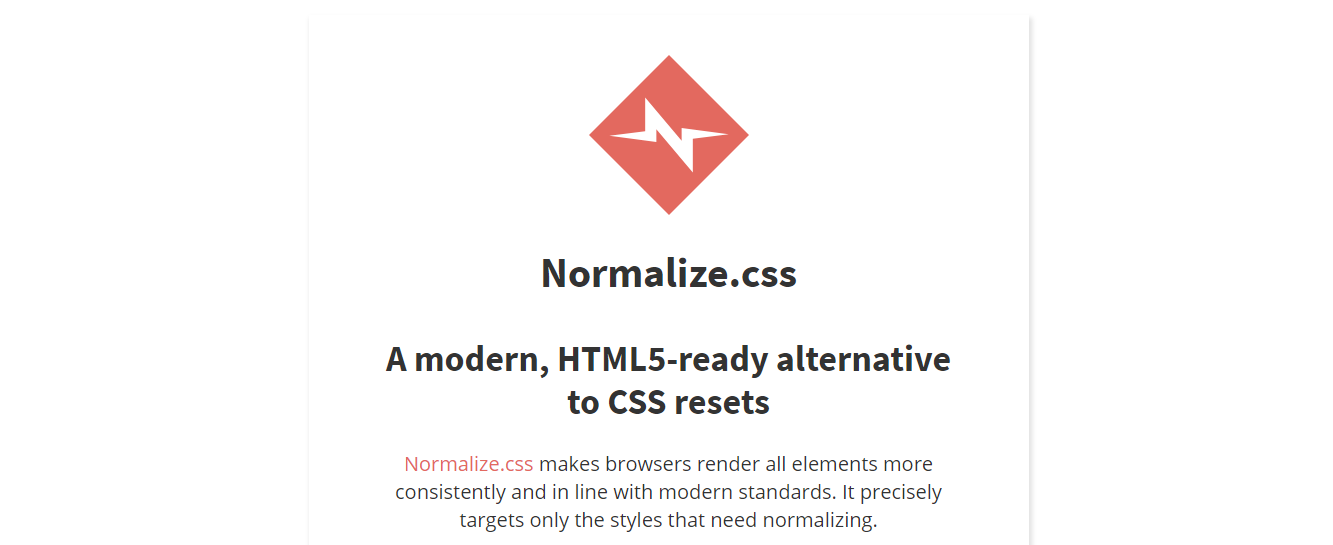 Normalize.css
A modern, HTML5-ready alternative
to CSS resets
Normalize.css makes browsers render all elements more
consistently and in line with modern standards. It precisely
targets only the styles that need normalizing.